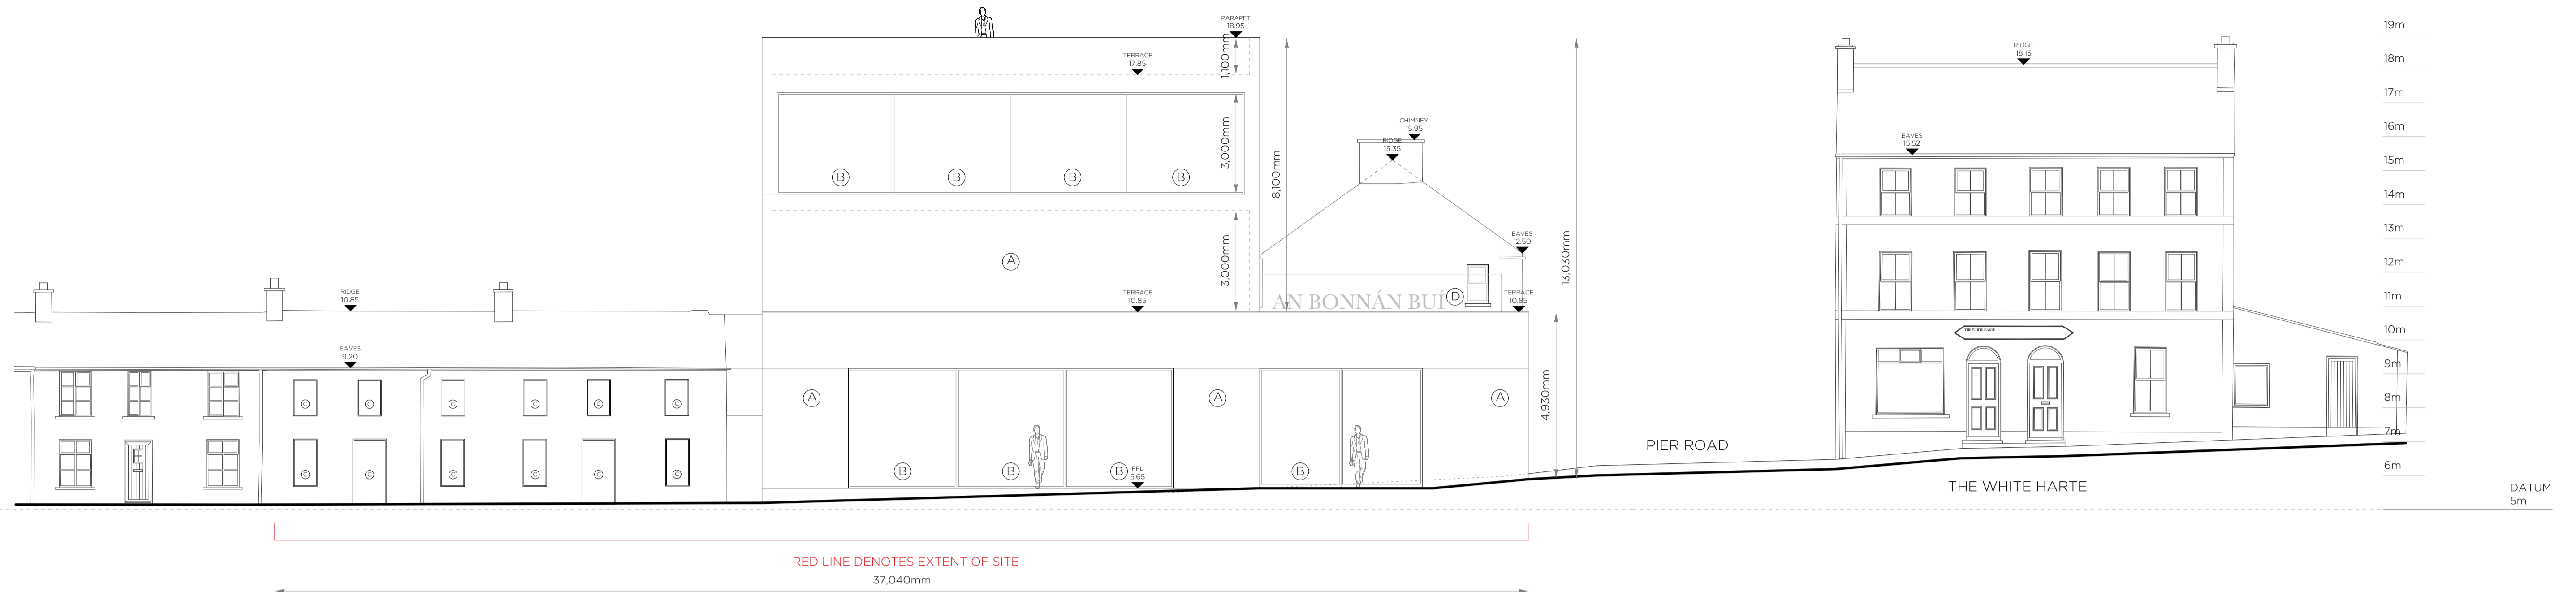 PARAPET
18.95
TERRACE
17.85
1,100mm
RIDGE
18.15
19m
18m
17m
16m
15m
14m
13m
12m
11m
10m
9m
8m
7m
6m
DATUM
5m
3,000mm
B
B
B
B
8,100mm
CHIMNEY
15.95
RIDGE
15.35
EAVES
15.52
EAVES
12.50
3,000mm
A
13,030mm
AN BONNÁN BUÍ
D
TERRACE
10.85
TERRACE
10.85
RIDGE
10.85
EAVES
9.20
THE WHITE HARTE
4,930mm
A
A
A
C
C
C
C
C
C
C
C
C
C
C
C
B
B
B
B
FFL
5.65
PIER ROAD
THE WHITE HARTE
RED LINE DENOTES EXTENT OF SITE
37,040mm